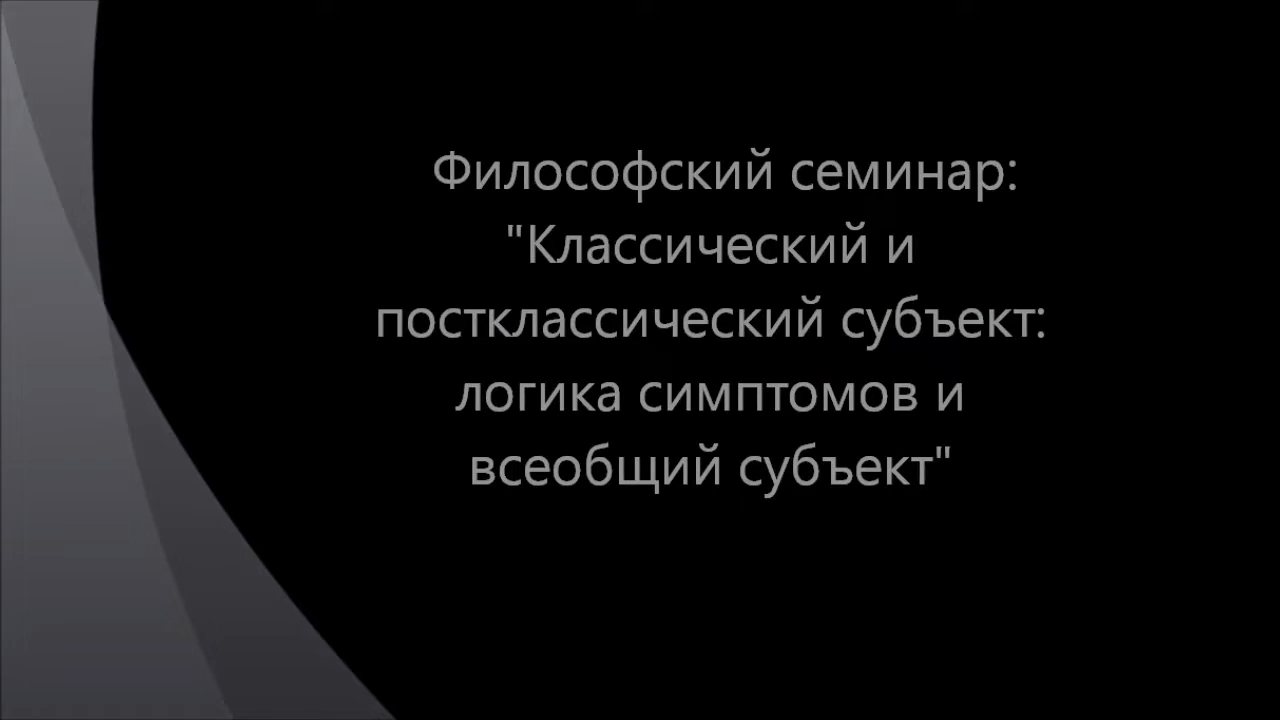 Философский семинар:
"Классический и
постклассический субъект:
логика симптомов и
всеобщий субъект"